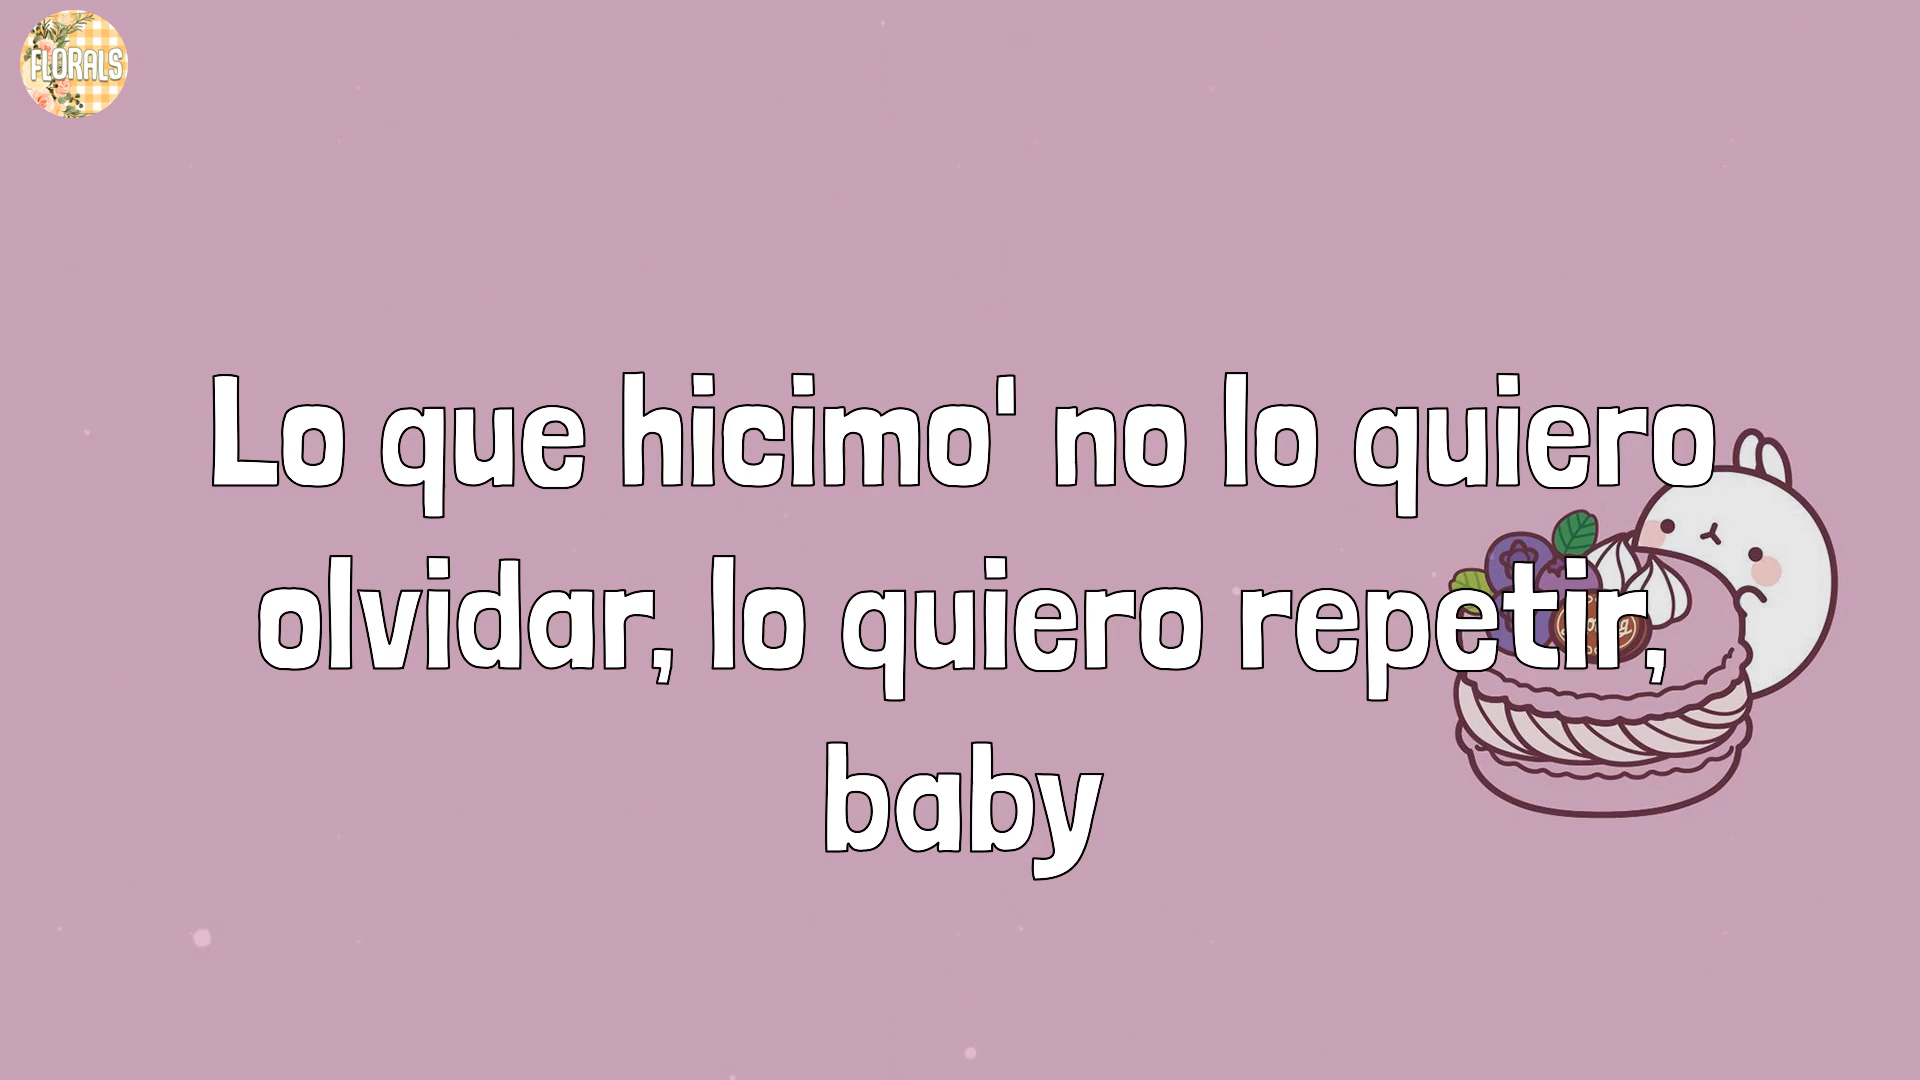 FLORALS
Lo que hicimo' no lo quiero
olvidar, lo quiero repetir,
baby